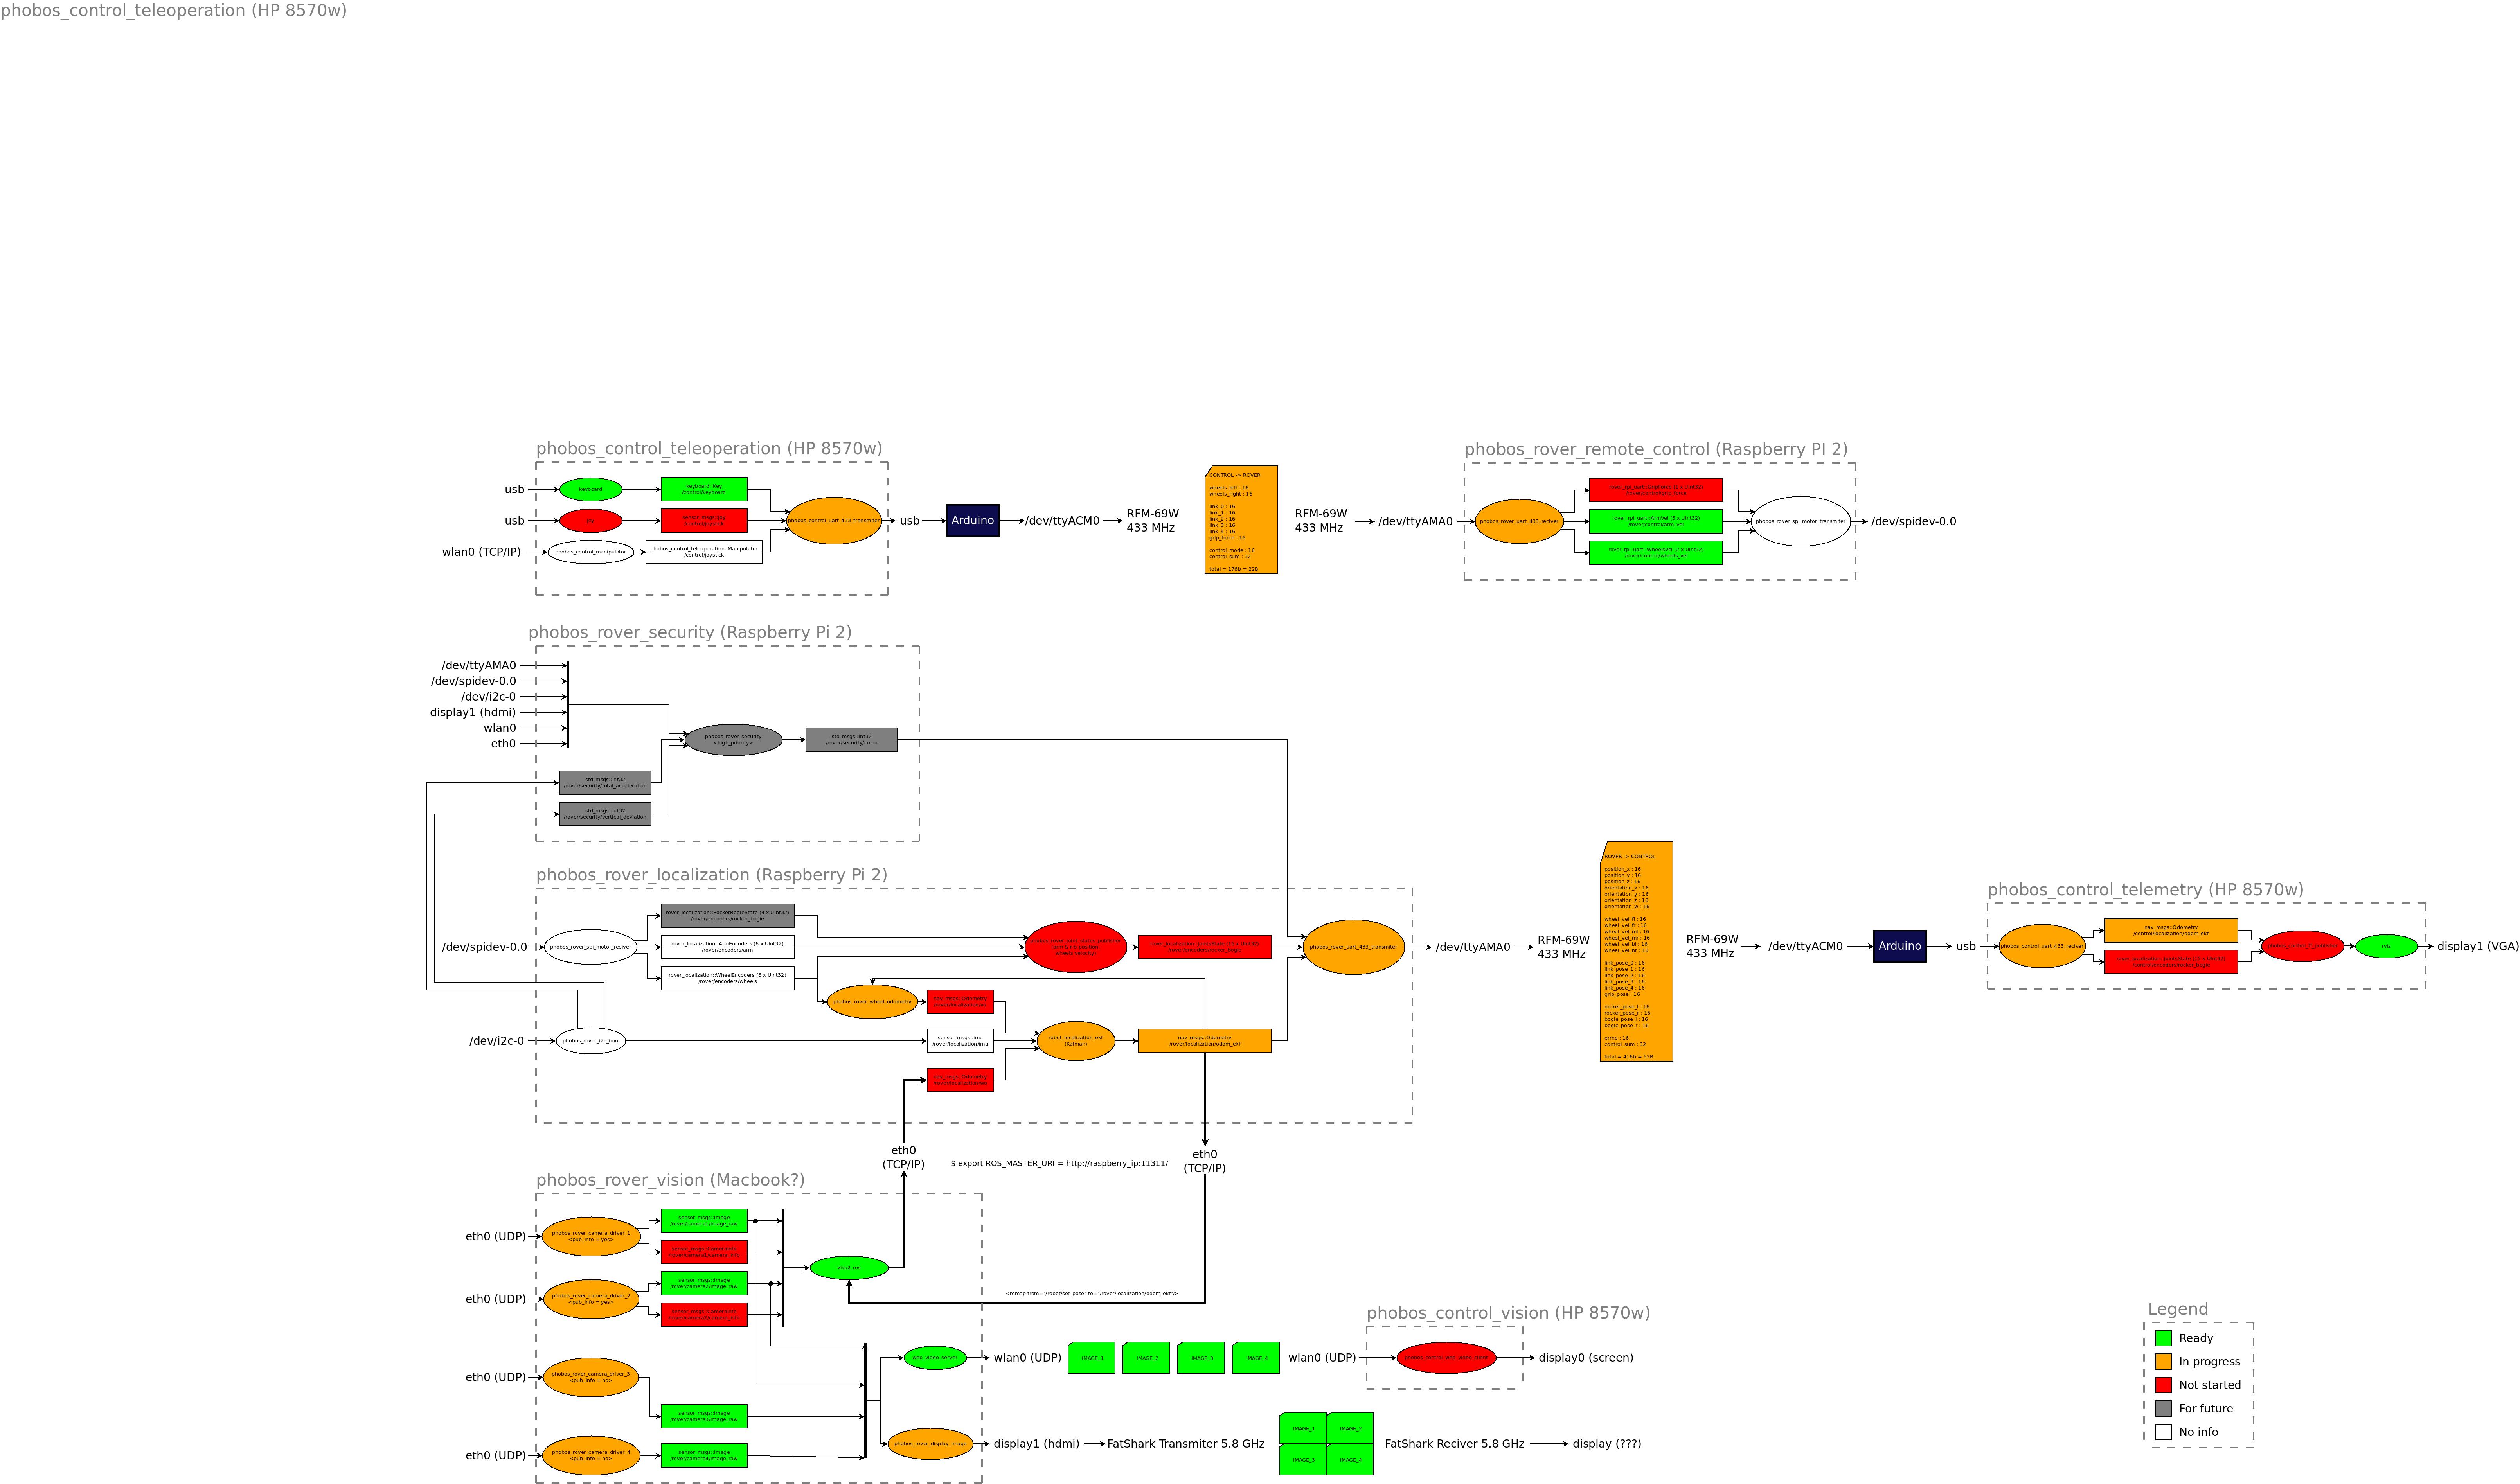 phobos_control_teleoperation (HP 8570w)
phobos_control_teleoperation (HP 8570w)
usb
keyboard
keyboard::Key
/control/keyboard
usb
joy
sensor_msgs::Joy
/control/joystick
wlan0 (TCP/IP)
phobos_control_manipulator
phobos_control_teleoperation::Manipulator
/control/joystick
phobos_control_uart_433_transmiter
usb
Arduino
/dev/ttyACM0
RFM-69W
433 MHz
CONTROL -> ROVER
wheels_left : 16
wheels_right : 16
link_0 : 16
link_1 : 16
link_2 : 16
link_3 : 16
link_4 : 16
grip_force : 16
control_mode : 16
control_sum : 32
total = 176b = 22B
RFM-69W
433 MHz
/dev/ttyAMA0
phobos_rover_remote_control (Raspberry PI 2)
phobos_rover_uart_433_reciver
rover_rpi_uart::GripForce (1 x UInt32)
/rover/control/grip_force
rover_rpi_uart::ArmVel (5 x UInt32)
/rover/control/arm_vel
rover_rpi_uart::WheelsVel (2 x UInt32)
/rover/control/wheels_vel
phobos_rover_spi_motor_transmiter
/dev/spidev-0.0
phobos_rover_security (Raspberry Pi 2)
/dev/ttyAMA0
/dev/spidev-0.0
/dev/i2c-0
display1 (hdmi)
wlan0
eth0
phobos_rover_security
<high_priority>
std_msgs::Int32
/rover/security/errno
std_msgs::Int32
/rover/security/total_acceleration
std_msgs::Int32
/rover/security/vertical_deviation
phobos_rover_localization (Raspberry Pi 2)
/dev/spidev-0.0
phobos_rover_spi_motor_reciver
rover_localization::RockerBogieState (4 x UInt32)
/rover/encoders/rocker_bogie
rover_localization::ArmEncoders (6 x UInt32)
/rover/encoders/arm
rover_localization::WheelEncoders (6 x UInt32)
/rover/encoders/wheels
phobos_rover_joint_states_publisher
(arm & rb position,
wheels velocity)
rover_localization::JointsState (16 x UInt32)
/rover/encoders/rocker_bogie
phobos_rover_uart_433_transmiter
phobos_rover_wheel_odometry
nav_msgs::Odometry
/dev/i2c-0
phobos_rover_i2c_imu
sensor_msgs::Imu
/rover/localization/imu
robot_localization_ekf
(Kalman)
nav_msgs::Odometry
/rover/localization/odom_ekf
nav_msgs::Odometry
/dev/ttyAMA0
RFM-69W
433 MHz
ROVER -> CONTROL
position_x : 16
position_y : 16
position_z : 16
orientation_x : 16
orientation_y : 16
orientation_z : 16
orientation_w : 16
wheel_vel_fl : 16
wheel_vel_fr : 16
wheel_vel_ml : 16
wheel_vel_mr : 16
wheel_vel_bl : 16
wheel_vel_br : 16
link_pose_0 : 16
link_pose_1 : 16
link_pose_2 : 16
link_pose_3 : 16
link_pose_4 : 16
grip_pose : 16
rocker_pose_l : 16
rocker_pose_r : 16
bogie_pose_l : 16
bogie_pose_r : 16
errno : 16
control_sum : 32
total = 416b = 52B
RFM-69W
433 MHz
/dev/ttyACM0
Arduino
usb
phobos_control_telemetry (HP 8570w)
phobos_control_uart_433_reciver
nav_msgs::Odometry
/control/localization/odom_ekf
rover_localization::JointsState (16 x UInt32)
phobos_control_tf_publisher
rviz
display1 (VGA)
eth0
(TCP/IP)
$ export ROS_MASTER_URI = http://raspberry_ip:11311/
eth0
(TCP/IP)
phobos_rover_vision (Macbook?)
eth0 (UDP)
phobos_rover_camera_driver_1
<pub_info = yes>
sensor_msgs::Image
/rover/camera1/image_raw
sensor_msgs::CameraInfo
/rover/camera1/camera_info
eth0 (UDP)
phobos_rover_camera_driver_2
<pub_info = yes>
sensor_msgs::Image
/rover/camera2/image_raw
sensor_msgs::CameraInfo
/rover/camera2/camera_info
viso2_ros
<remap from="/robot/set_pose" to="/rover/localization/odom_ekf"/>
eth0 (UDP)
phobos_rover_camera_driver_3
<pub_info = no>
sensor_msgs::Image
/rover/camera3/image_raw
eth0 (UDP)
phobos_rover_camera_driver_4
<pub_info = no>
sensor_msgs::Image
/rover/camera4/image_raw
web_video_server
wlan0 (UDP)
IMAGE_1
IMAGE_2
IMAGE_3
IMAGE_4
wlan0 (UDP)
phobos_control_vision (HP 8570w)
phobos_control_web_video_client
display0 (screen)
phobos_rover_display_image
display1 (hdmi)
FatShark Transmiter 5.8 GHz
IMAGE_1
IMAGE_2
IMAGE_3
IMAGE_4
FatShark Reciver 5.8 GHz
display (???)
Legend
Ready
In progress
Not started
For future
No info